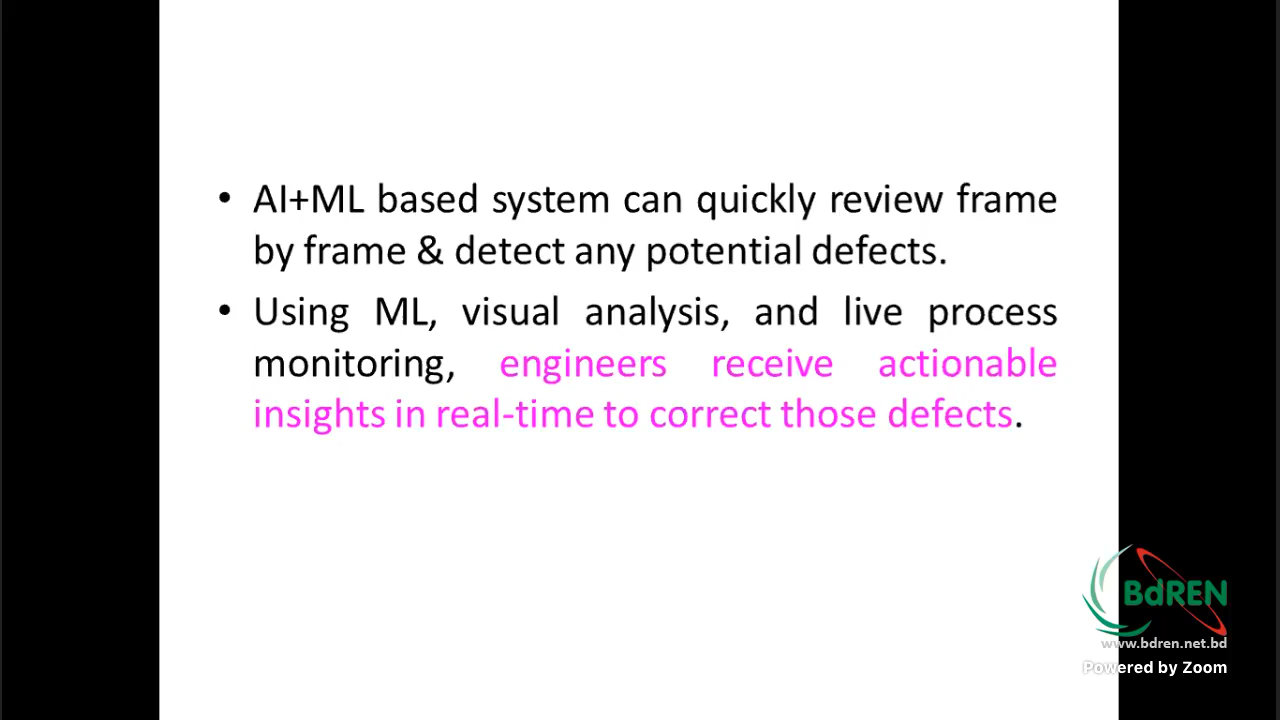 • AI+ML based system can quickly review frame
by frame & detect any potential defects.
• Using ML, visual analysis, and live process
monitoring, engineers receive actionable
insights in real-time to correct those defects.
BdREN
www.bdren.net.bd
Powered by Zoom